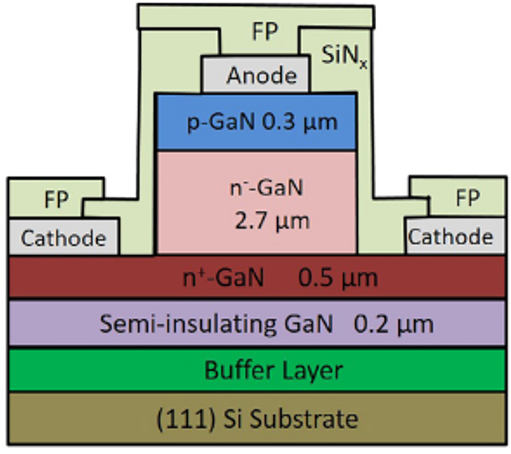 FP
SiNₓ
Anode
p-GaN 0.3 μm
n⁻-GaN
2.7 μm
FP
FP
Cathode
Cathode
n⁺-GaN 0.5 μm
Semi-insulating GaN 0.2 μm
Buffer Layer
(111) Si Substrate